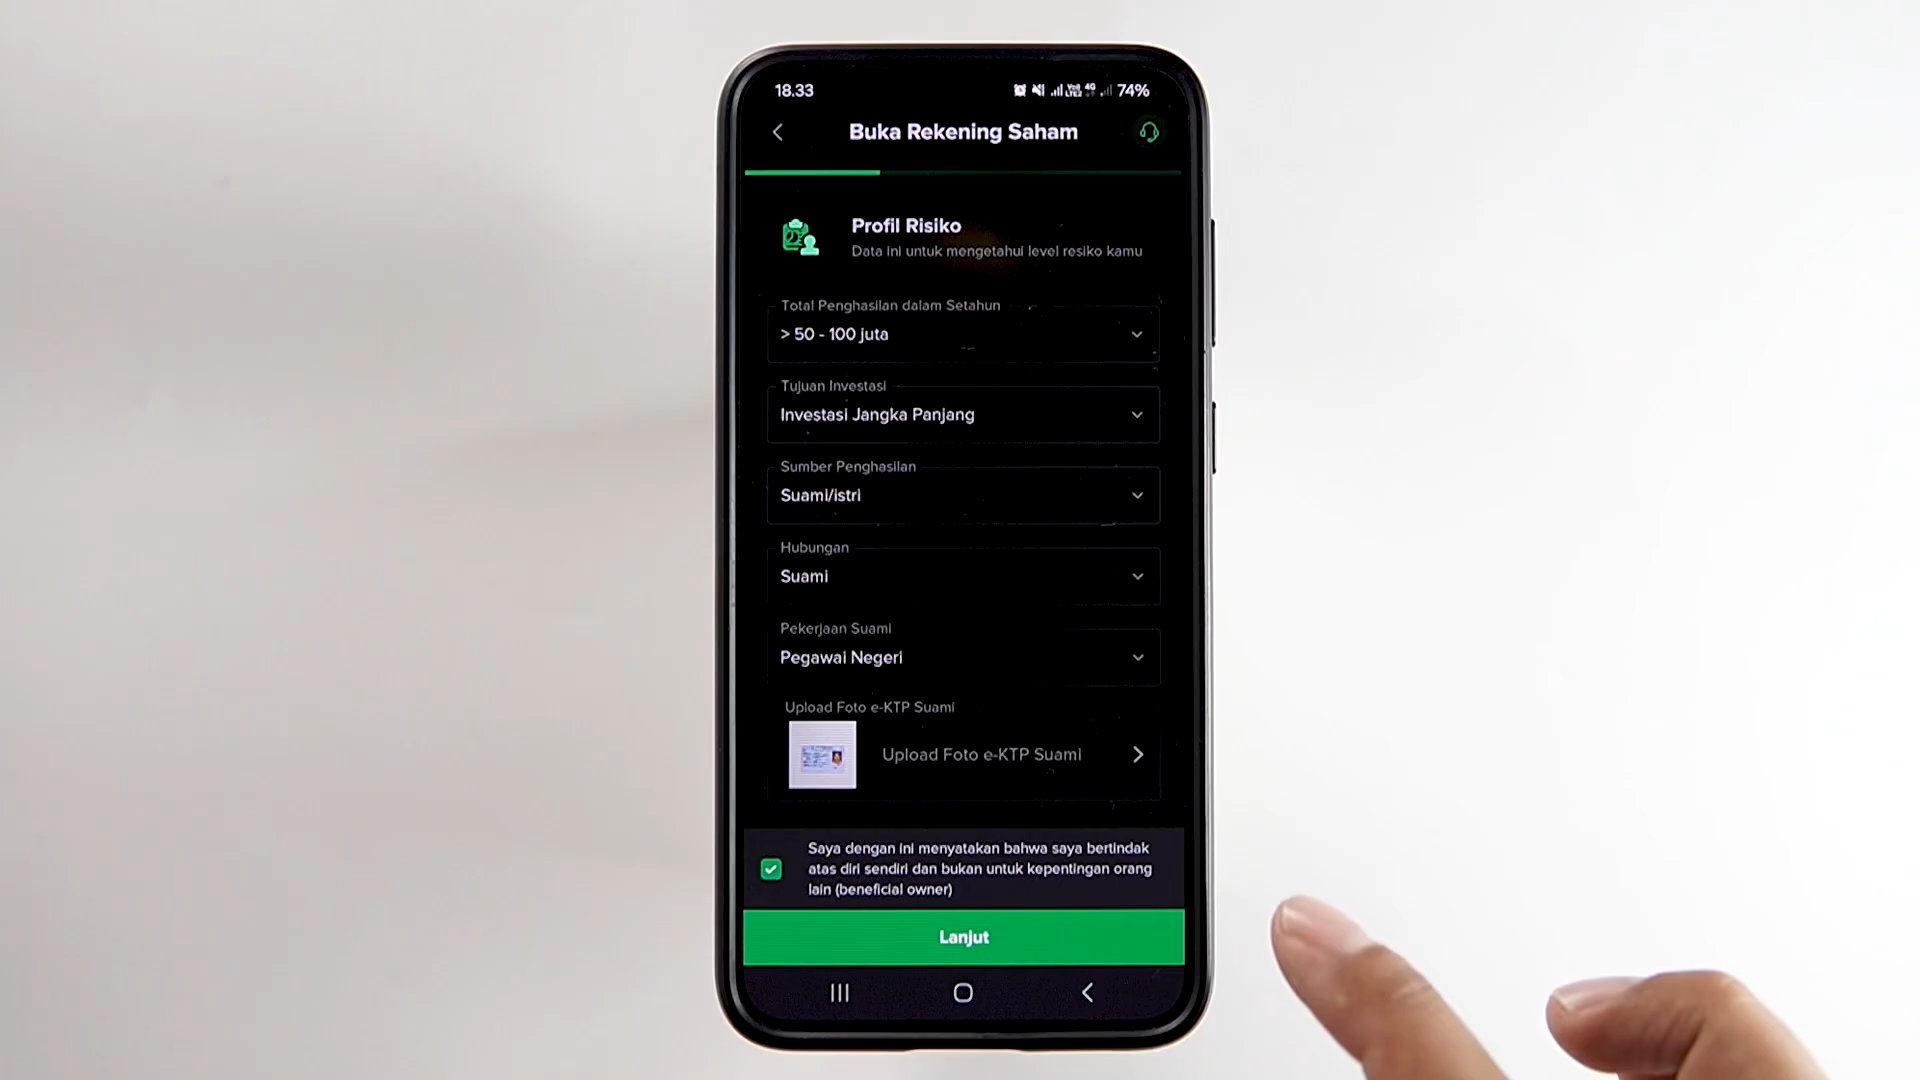 18.33
74%
Buka Rekening Saham
Profil Risiko
Data ini untuk mengetahui level resiko kamu
Total Penghasilan dalam Setahun
> 50 - 100 juta
Tujuan Investasi
Investasi Jangka Panjang
Sumber Penghasilan
Suami/istri
Hubungan
Suami
Pekerjaan Suami
Pegawai Negeri
Upload Foto e-KTP Suami
Upload Foto e-KTP Suami
Saya dengan ini menyatakan bahwa saya bertindak
atas diri sendiri dan bukan untuk kepentingan orang
lain (beneficial owner)
Lanjut